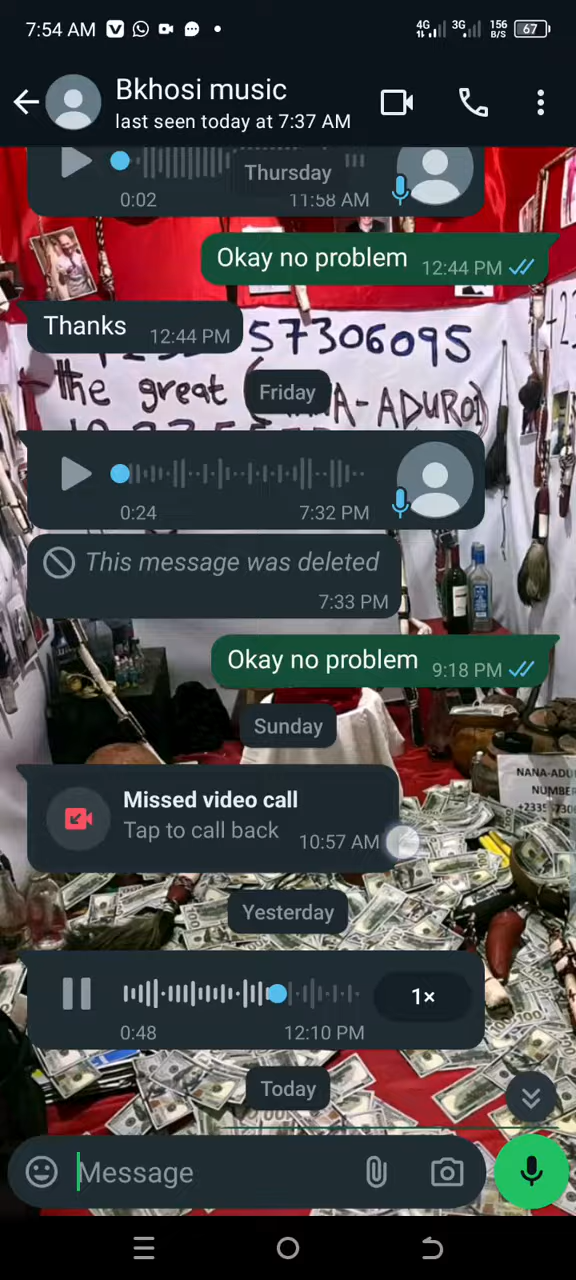 7:54 AM
4G 3G 156 B/S 67
Bkhosi music
last seen today at 7:37 AM
Thursday
0:02 11:58 AM
Okay no problem 12:44 PM
Thanks 12:44 PM
57306095
the great
Friday
A-ADURO
0:24 7:32 PM
This message was deleted
7:33 PM
Okay no problem 9:18 PM
Sunday
NANA-ADU
NUMBER
Missed video call
Tap to call back 10:57 AM
Yesterday
1×
0:48 12:10 PM
Today
Message